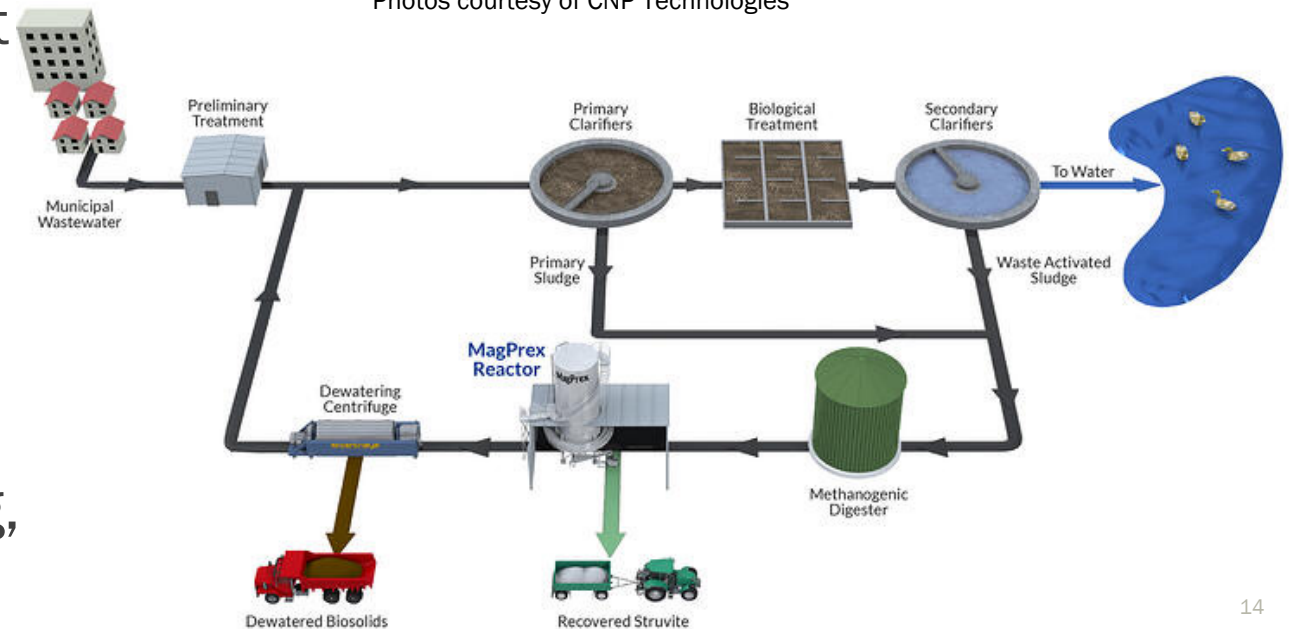 Photos courtesy of CNP Technologies
Preliminary
Treatment
Primary
Clarifiers
Biological
Treatment
Secondary
Clarifiers
To Water
Municipal
Wastewater
Primary
Sludge
Waste Activated
Sludge
MagPrex
Reactor
MagPrex
Dewatering
Centrifuge
Methanogenic
Digester
Dewatered Biosolids
Recovered Struvite
14